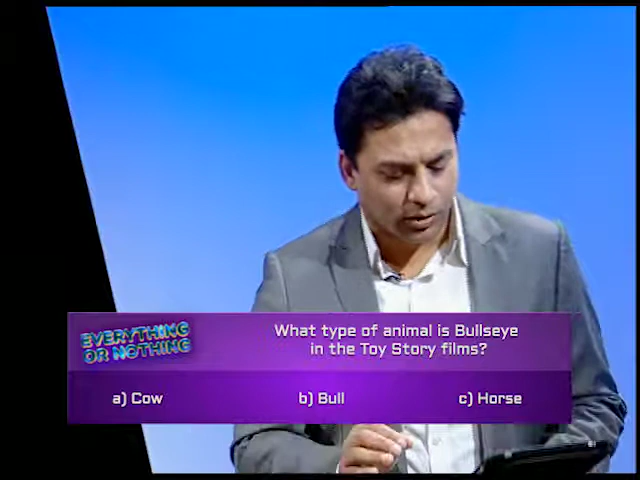 EVERYTHING
OR NOTHING
What type of animal is Bullseye
in the Toy Story films?
a) Cow b) Bull c) Horse